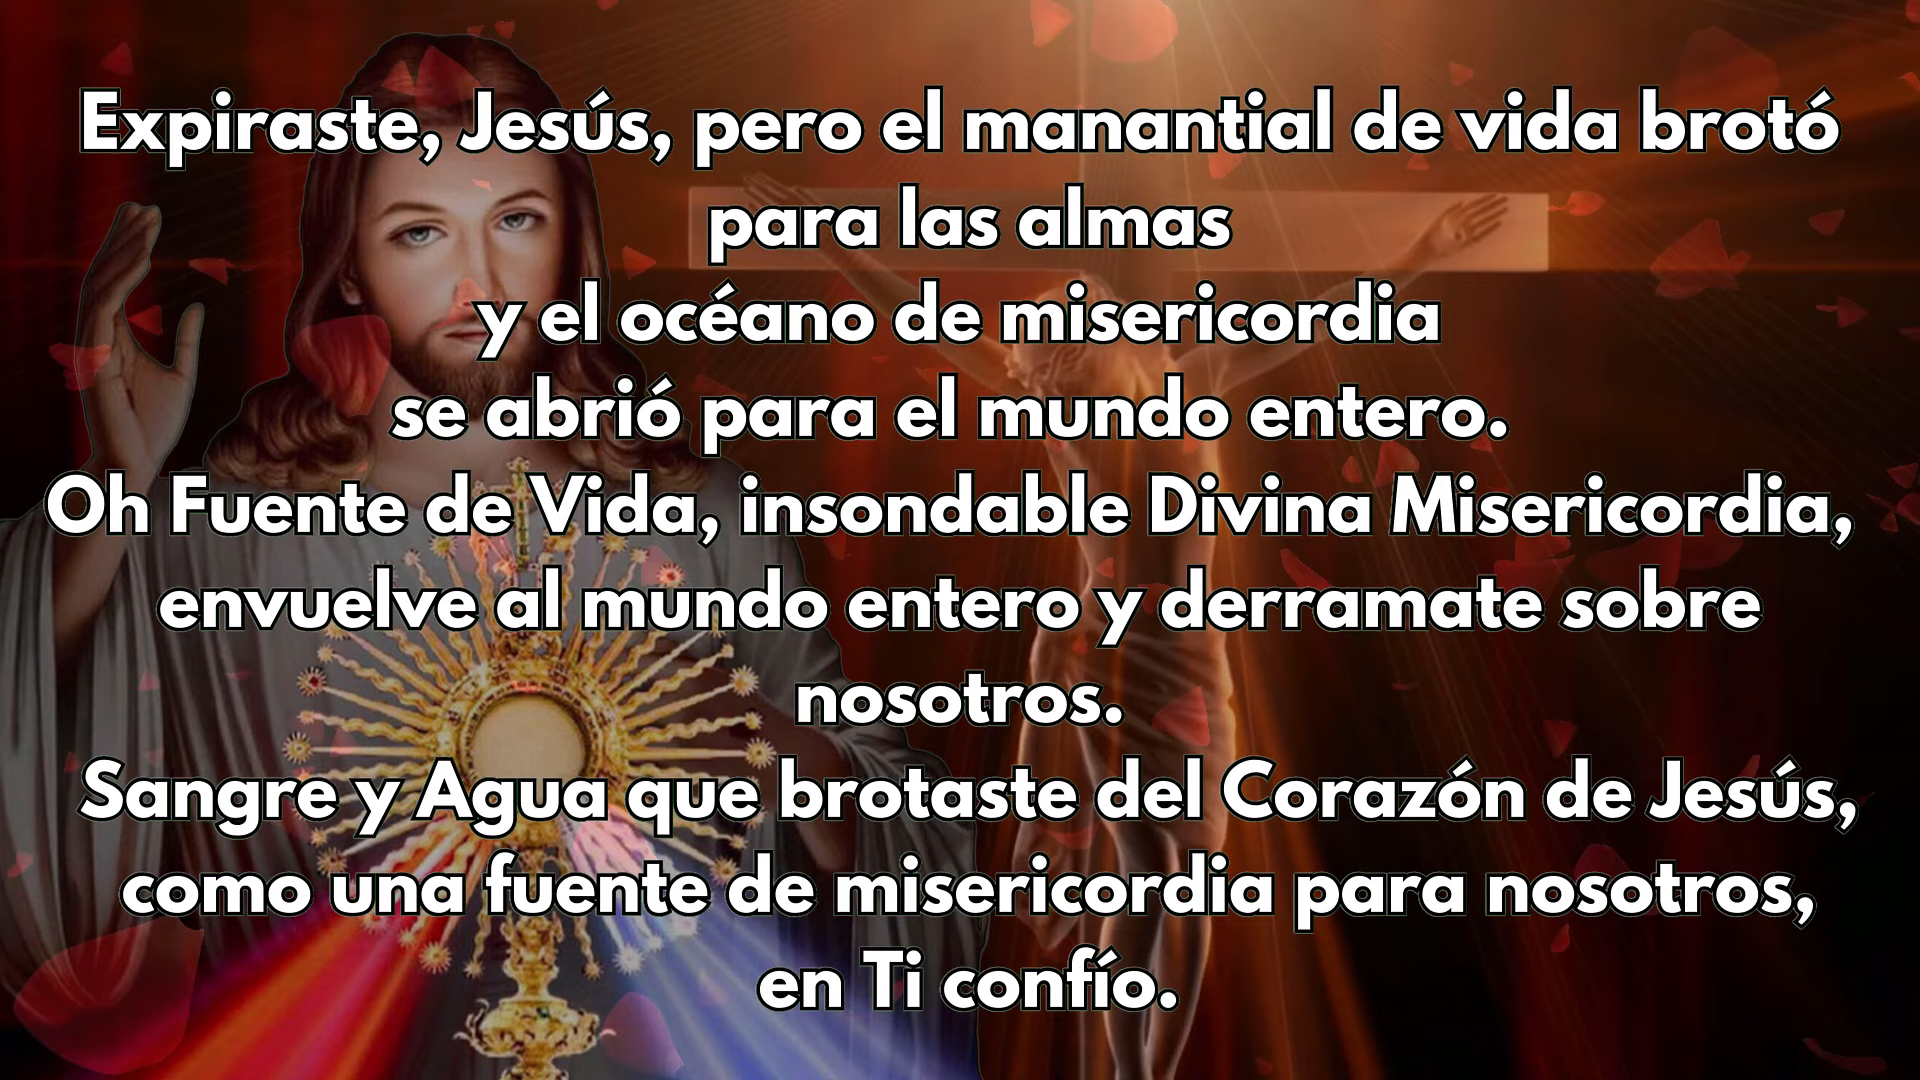 Expiraste, Jesús, pero el manantial de vida brotó
para las almas
y el océano de misericordia
se abrió para el mundo entero.
Oh Fuente de Vida, insondable Divina Misericordia,
envuelve al mundo entero y derramate sobre
nosotros.
Sangre y Agua que brotaste del Corazón de Jesús,
como una fuente de misericordia para nosotros,
en Ti confío.